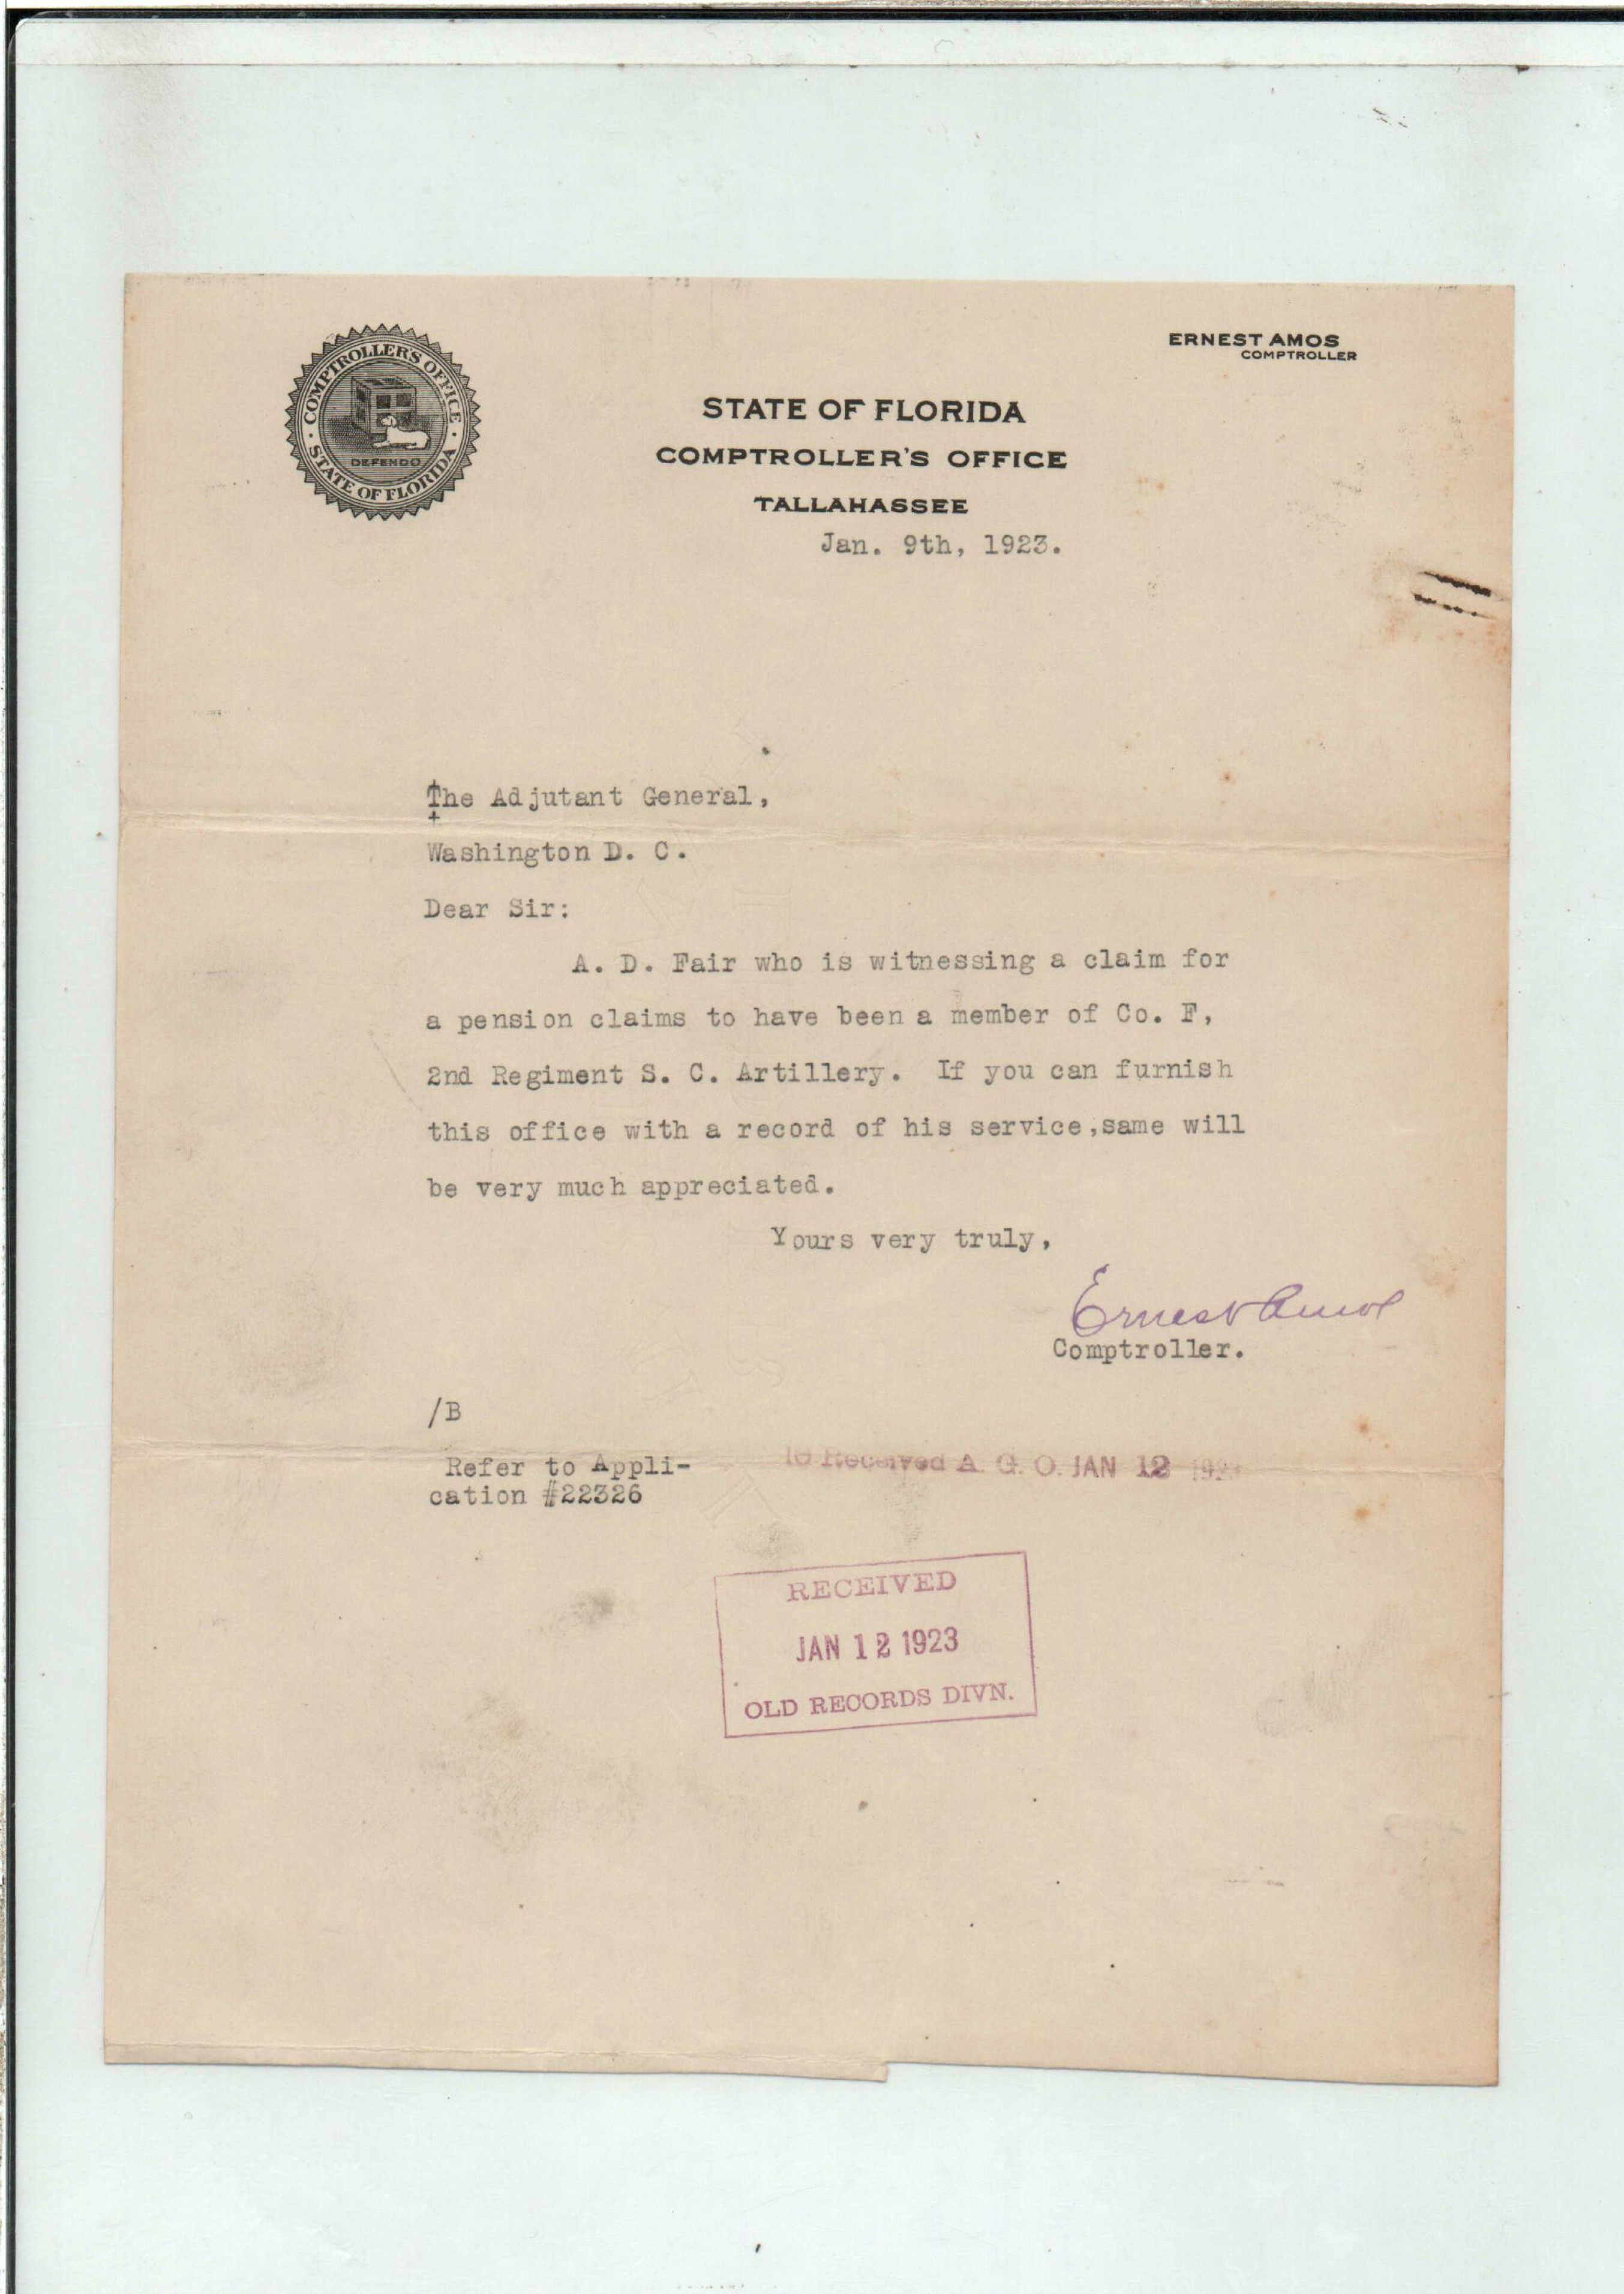 ERNEST AMOS
COMPTROLLER
COMPTROLLER'S OFFICE
DEFENDO
STATE OF FLORIDA
STATE OF FLORIDA
COMPTROLLER'S OFFICE
TALLAHASSEE
Jan. 9th, 1923.
The Adjutant General,
Washington D. C.
Dear Sir:
A. D. Fair who is witnessing a claim for
a pension claims to have been a member of Co. F,
2nd Regiment S. C. Artillery. If you can furnish
this office with a record of his service,same will
be very much appreciated.
Yours very truly,
Ernest Amos
Comptroller.
/B
Refer to Appli-
cation #22326
Received A. G. O. JAN 12
RECEIVED
JAN 12 1923
OLD RECORDS DIVN.